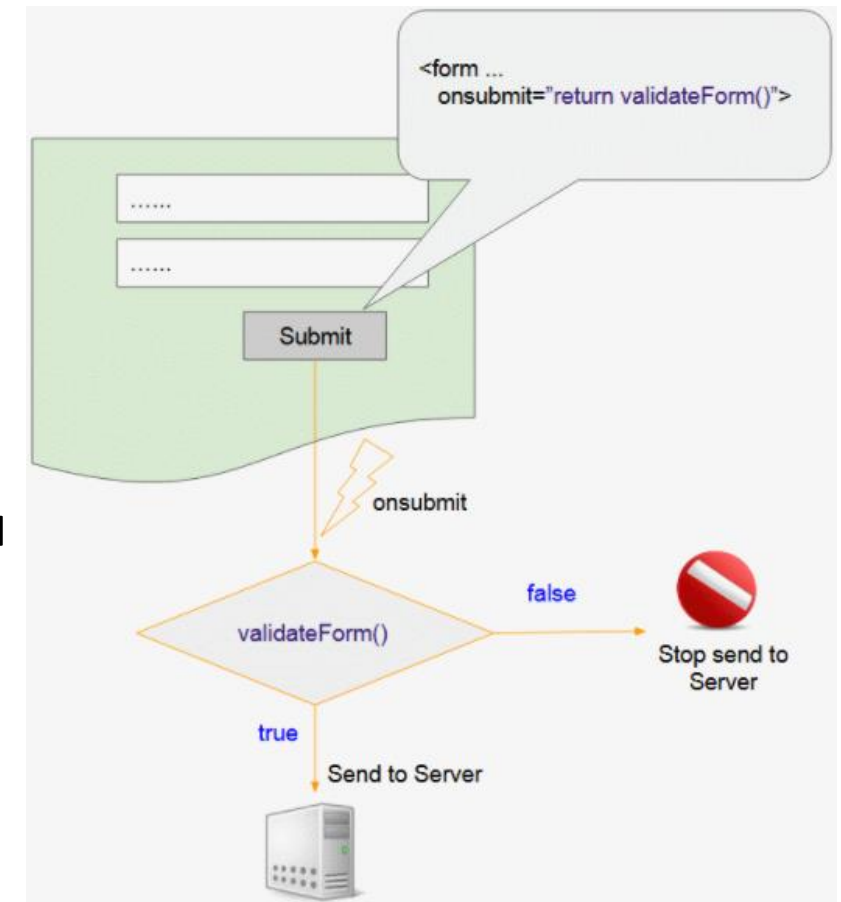 <form ...
onsubmit="return validateForm()">
......
......
Submit
onsubmit
validateForm()
false
Stop send to
Server
true
Send to Server